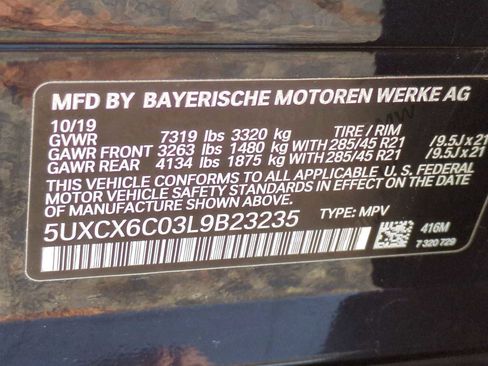 MFD BY BAYERISCHE MOTOREN WERKE AG
10/19 TIRE / RIM
GVWR 7319 lbs 3320 kg
GAWR FRONT 3263 lbs 1480 kg WITH 285/45 R21 /9.5J x 21
GAWR REAR 4134 lbs 1875 kg WITH 285/45 R21 /9.5J x 21
THIS VEHICLE CONFORMS TO ALL APPLICABLE U. S. FEDERAL
MOTOR VEHICLE SAFETY STANDARDS IN EFFECT ON THE DATE
OF MANUFACTURE SHOWN ABOVE.
5UXCX6C03L9B23235 TYPE: MPV
416M
7 320 729